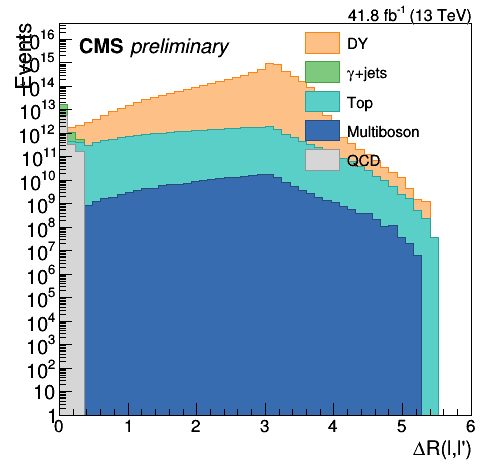 41.8 fb⁻¹ (13 TeV)
Events
CMS preliminary
DY
γ+jets
Top
Multiboson
QCD
10¹⁶
10¹⁵
10¹⁴
10¹³
10¹²
10¹¹
10¹⁰
10⁹
10⁸
10⁷
10⁶
10⁵
10⁴
10³
10²
10
1
0 1 2 3 4 5 6
ΔR(l,l')